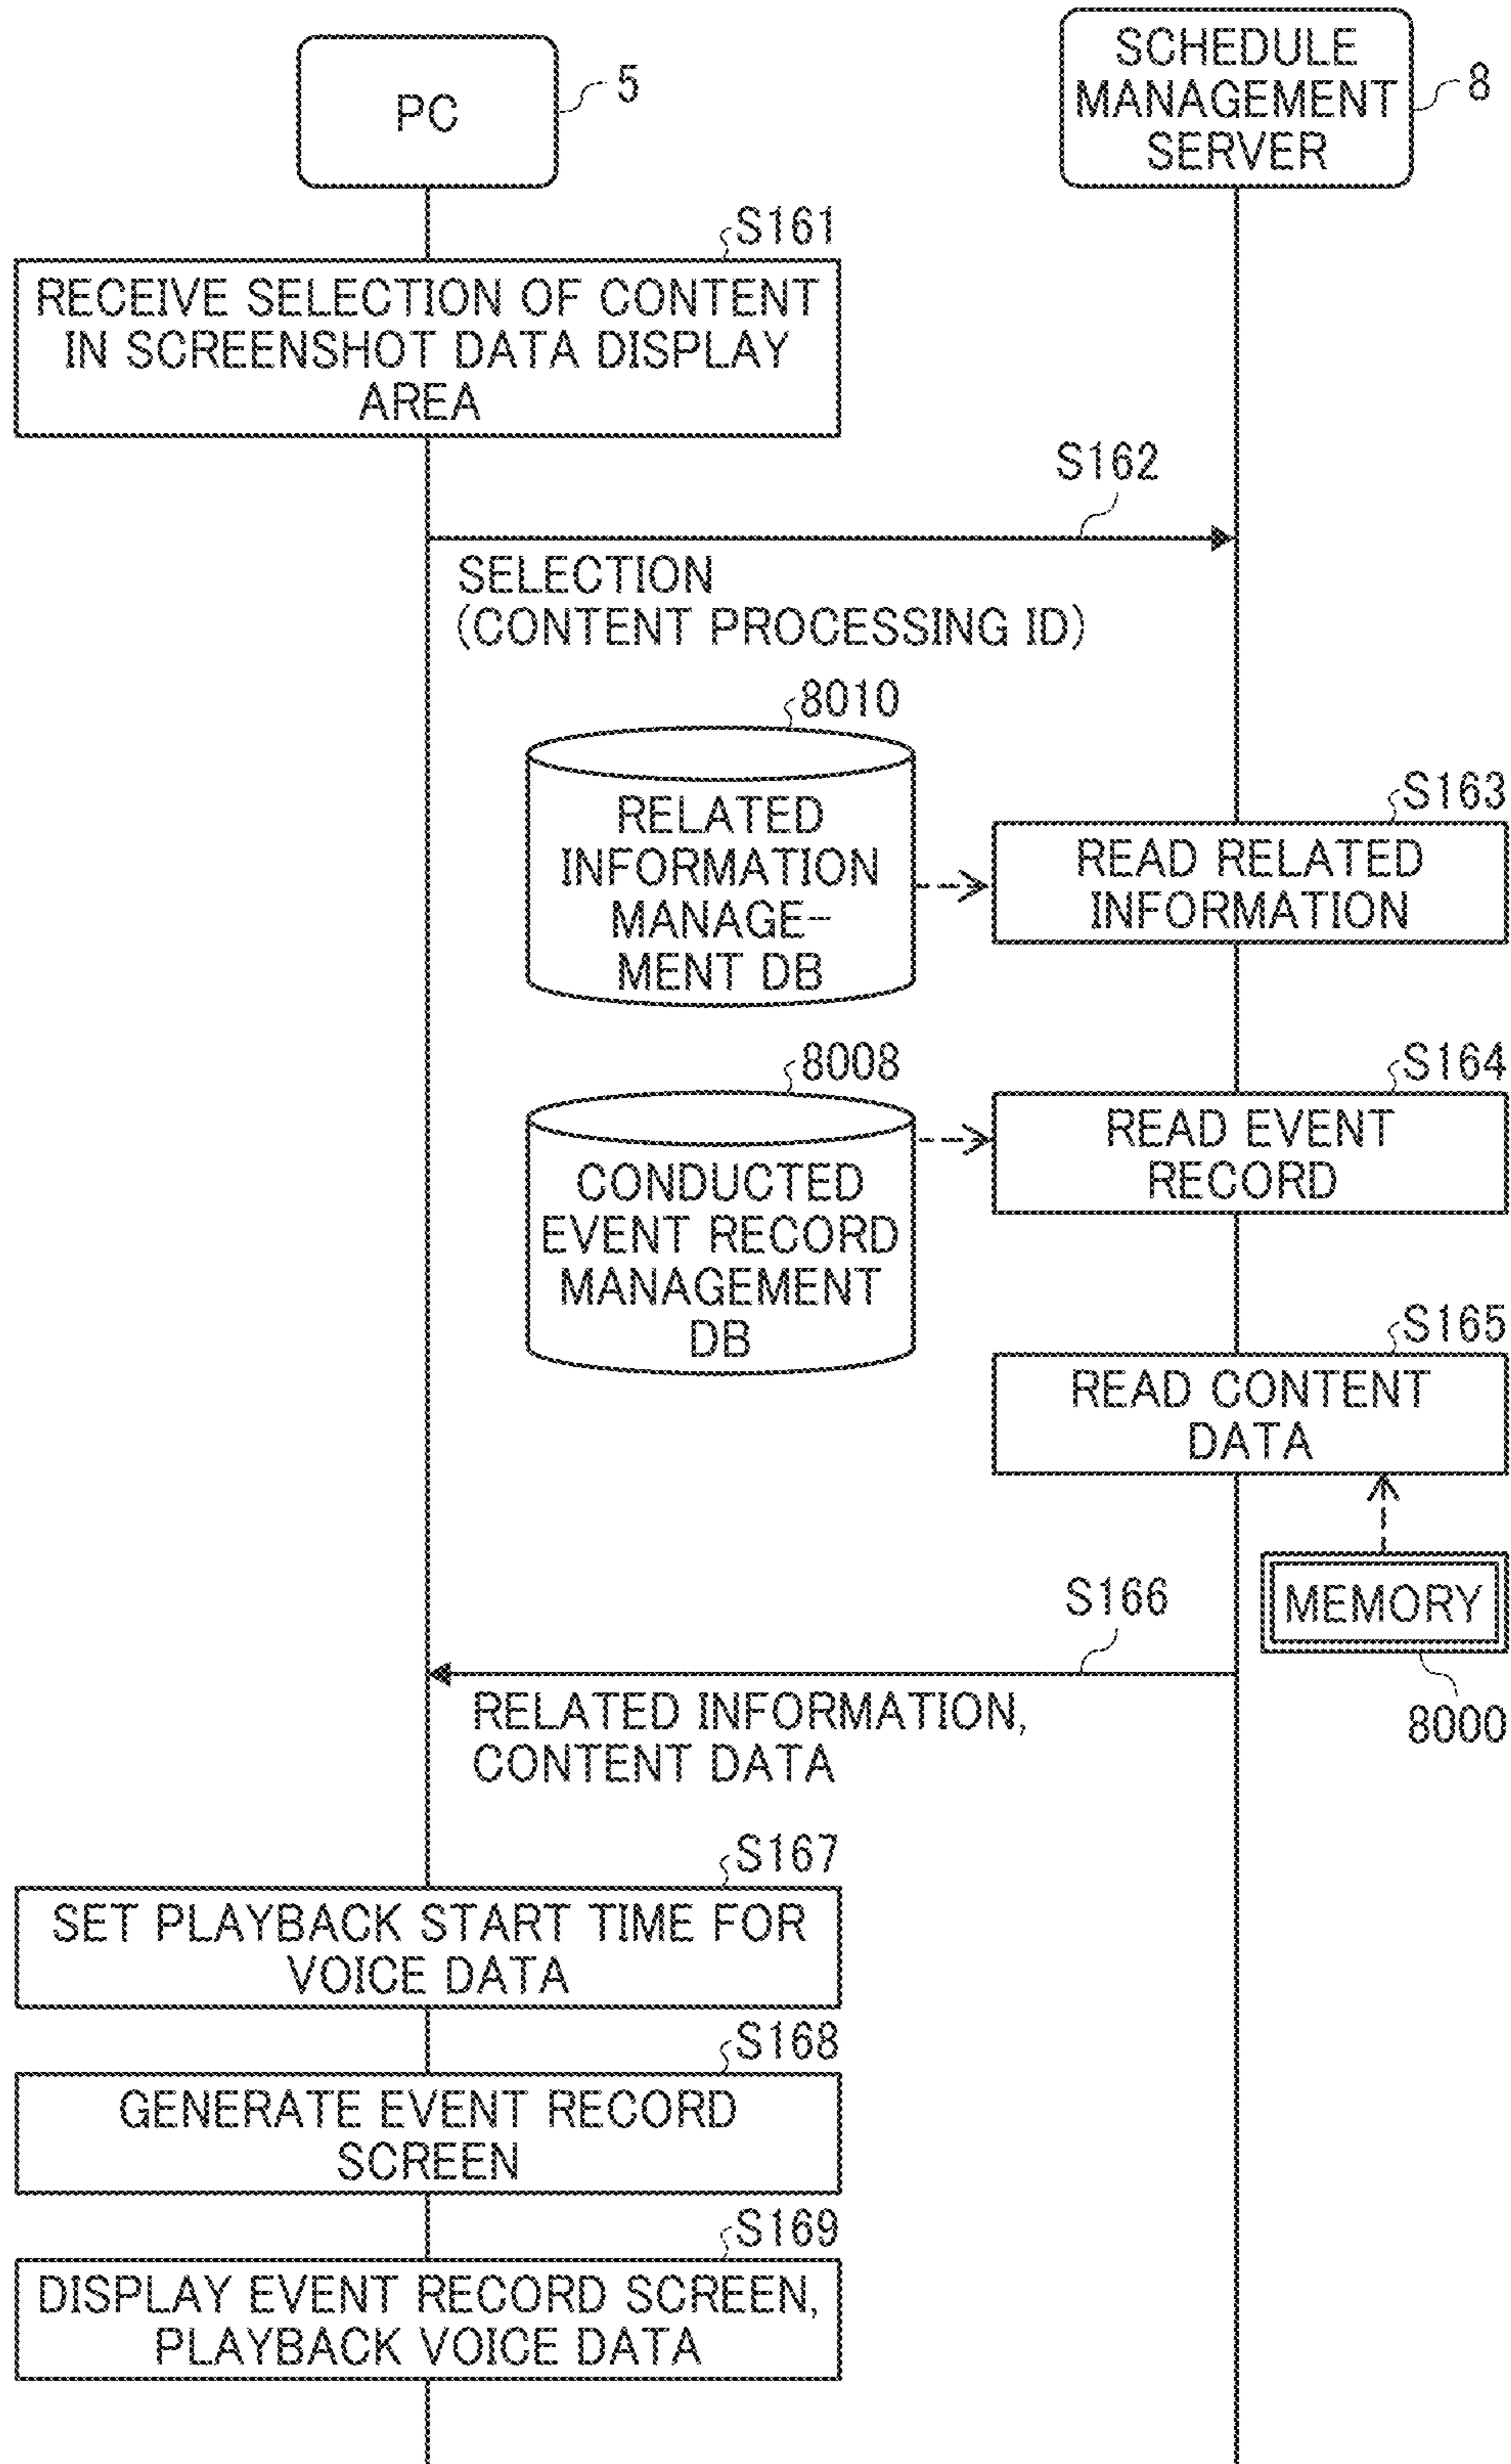 PC
5
SCHEDULE
MANAGEMENT
SERVER
8
S161
RECEIVE SELECTION OF CONTENT
IN SCREENSHOT DATA DISPLAY
AREA
S162
SELECTION
(CONTENT PROCESSING ID)
8010
RELATED
INFORMATION
MANAGE-
MENT DB
S163
READ RELATED
INFORMATION
8008
CONDUCTED
EVENT RECORD
MANAGEMENT
DB
S164
READ EVENT
RECORD
S165
READ CONTENT
DATA
MEMORY
8000
S166
RELATED INFORMATION,
CONTENT DATA
S167
SET PLAYBACK START TIME FOR
VOICE DATA
S168
GENERATE EVENT RECORD
SCREEN
S169
DISPLAY EVENT RECORD SCREEN,
PLAYBACK VOICE DATA